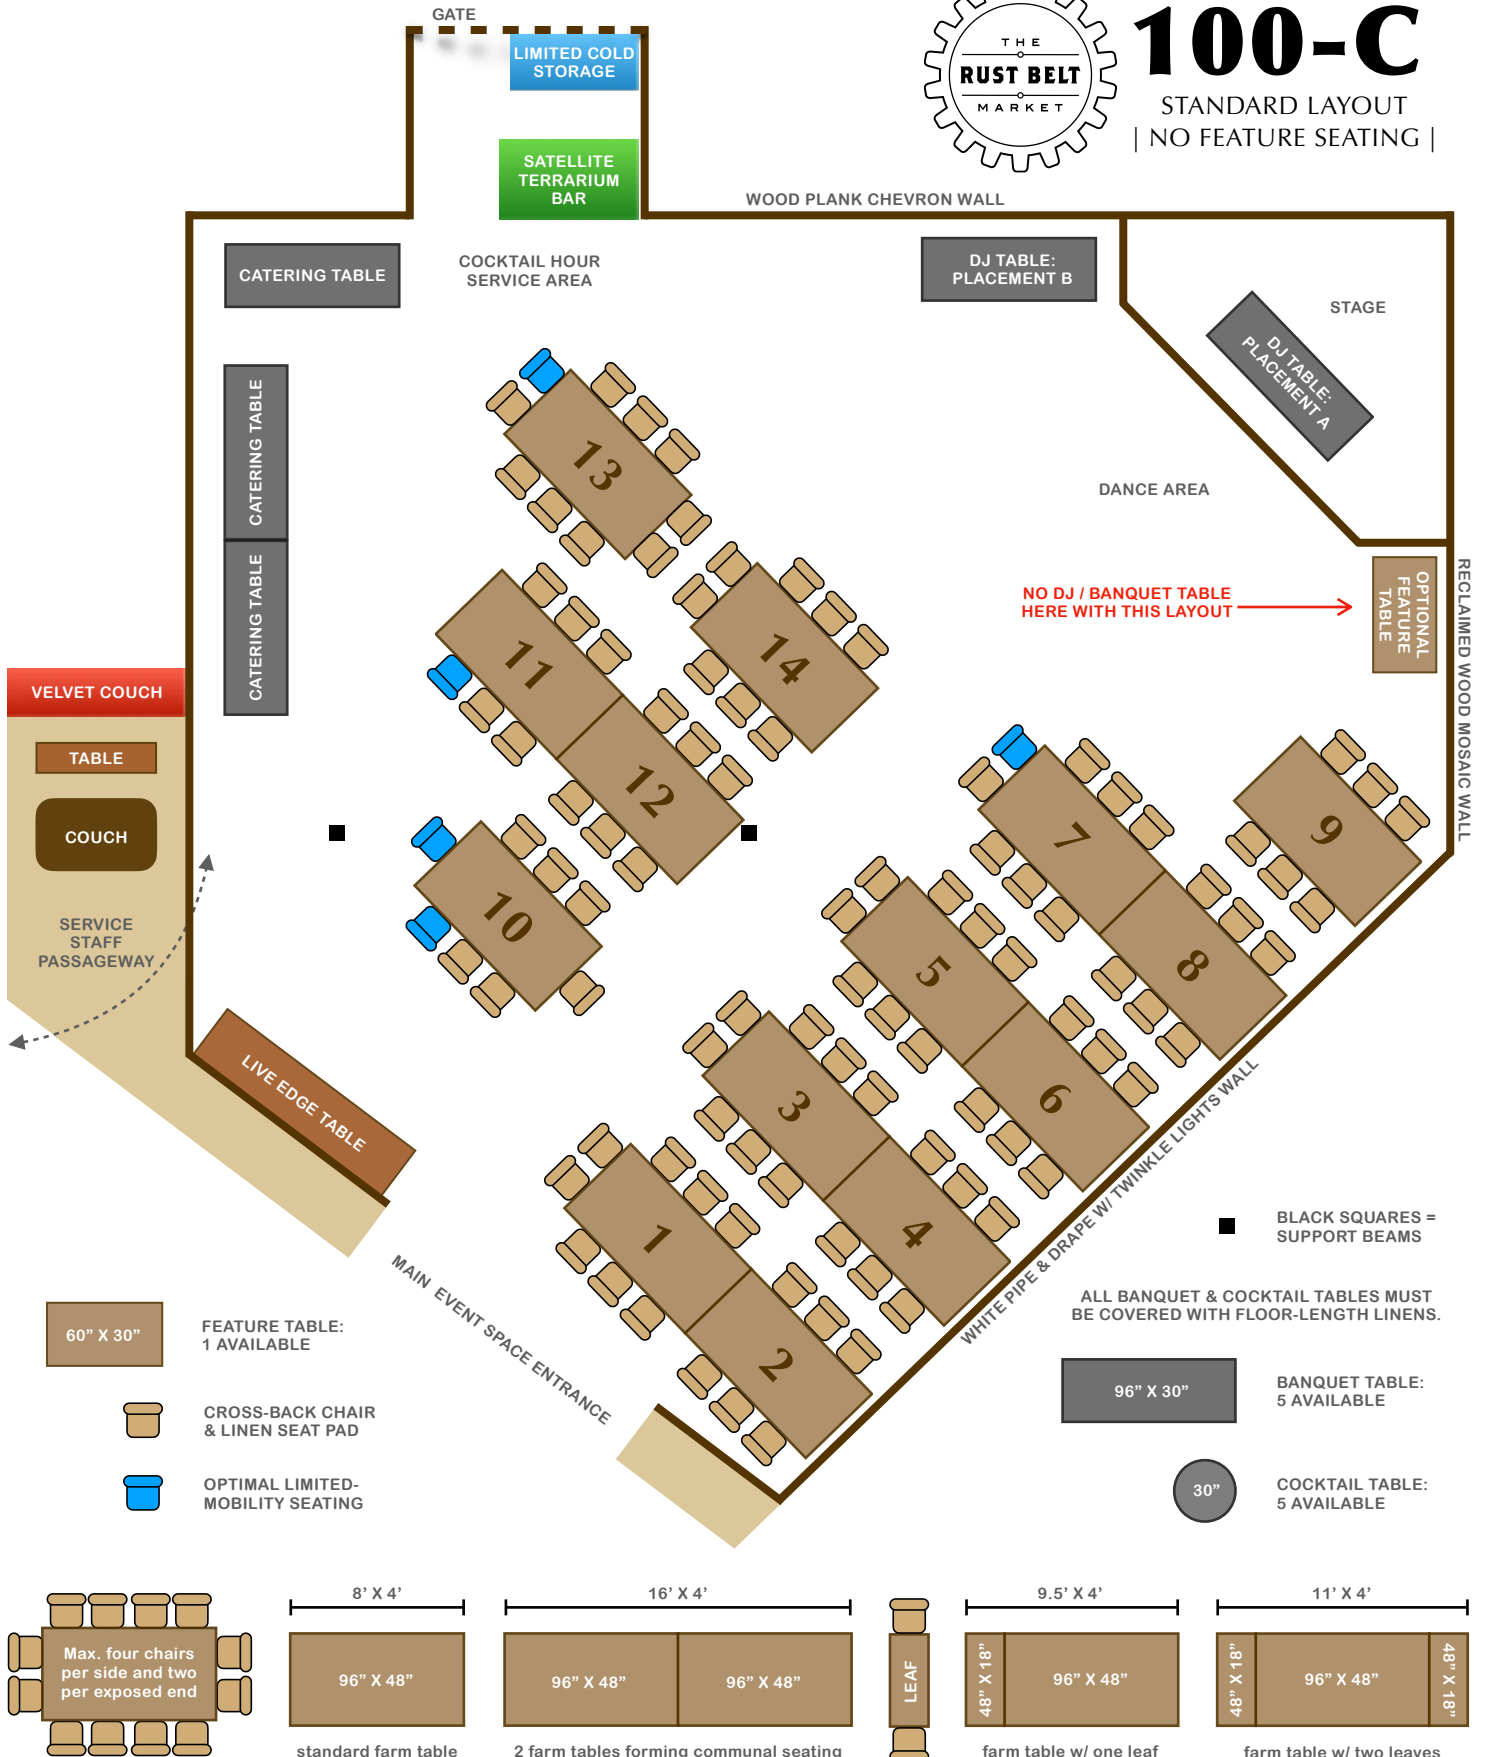 GATE
LIMITED COLD
STORAGE
SATELLITE
TERRARIUM
BAR
THE
RUST BELT
MARKET
100-C
STANDARD LAYOUT
| NO FEATURE SEATING |
WOOD PLANK CHEVRON WALL
CATERING TABLE
COCKTAIL HOUR
SERVICE AREA
DJ TABLE:
PLACEMENT B
STAGE
DJ TABLE:
PLACEMENT A
CATERING TABLE
CATERING TABLE
DANCE AREA
NO DJ / BANQUET TABLE
HERE WITH THIS LAYOUT
OPTIONAL
FEATURE
TABLE
RECLAIMED WOOD MOSAIC WALL
13
14
11
12
10
7
8
9
5
6
3
4
1
2
VELVET COUCH
TABLE
COUCH
SERVICE
STAFF
PASSAGEWAY
LIVE EDGE TABLE
MAIN EVENT SPACE ENTRANCE
WHITE PIPE & DRAPE W/ TWINKLE LIGHTS WALL
BLACK SQUARES =
SUPPORT BEAMS
ALL BANQUET & COCKTAIL TABLES MUST
BE COVERED WITH FLOOR-LENGTH LINENS.
60” X 30”
FEATURE TABLE:
1 AVAILABLE
CROSS-BACK CHAIR
& LINEN SEAT PAD
OPTIMAL LIMITED-
MOBILITY SEATING
96” X 30”
BANQUET TABLE:
5 AVAILABLE
30”
COCKTAIL TABLE:
5 AVAILABLE
Max. four chairs
per side and two
per exposed end
8’ X 4’
96” X 48”
standard farm table
16’ X 4’
96” X 48”
96” X 48”
2 farm tables forming communal seating
LEAF
9.5’ X 4’
48” X 18”
96” X 48”
farm table w/ one leaf
11’ X 4’
48” X 18”
96” X 48”
48” X 18”
farm table w/ two leaves